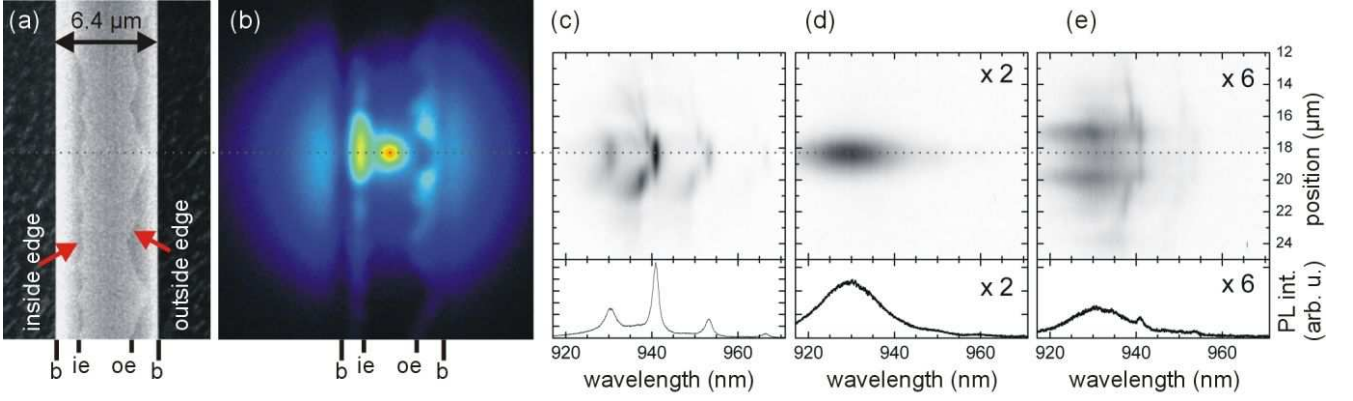 (a)
6.4 µm
inside edge
outside edge
b ie oe b
(b)
b ie oe b
(c)
920 940 960
wavelength (nm)
(d)
x 2
x 2
920 940 960
wavelength (nm)
(e)
x 6
x 6
920 940 960
wavelength (nm)
12
14
16
18
20
22
24
position (µm)
PL int.
(arb. u.)